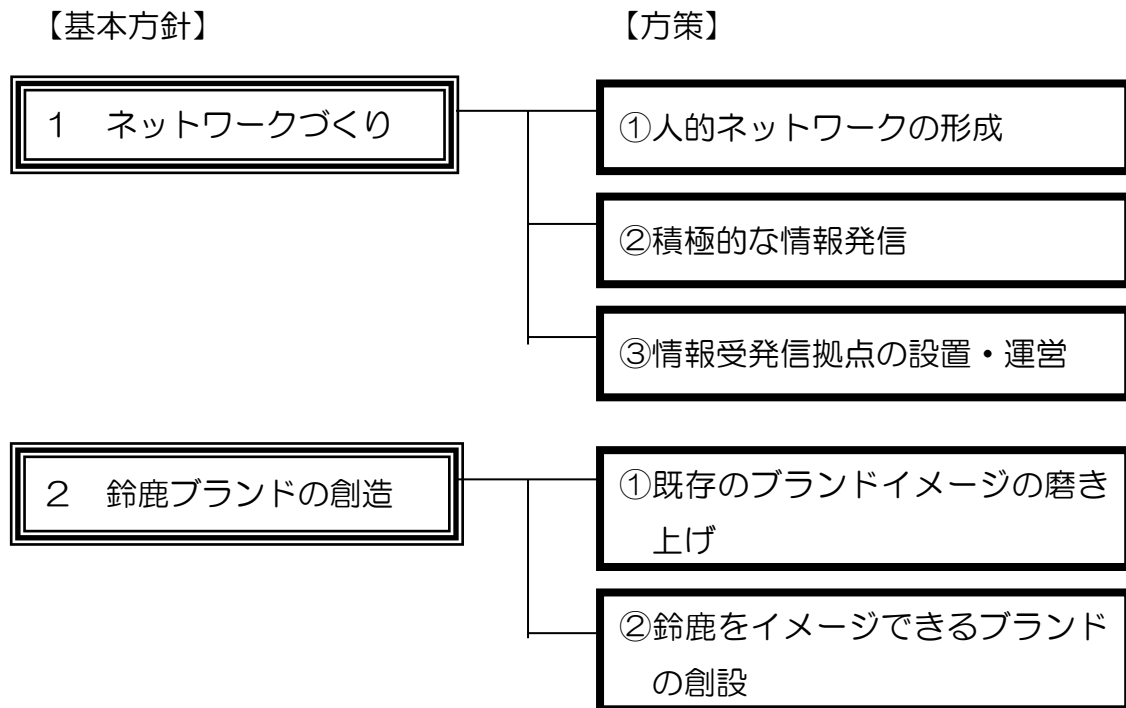 【基本方針】
【方策】
１　ネットワークづくり
①人的ネットワークの形成
②積極的な情報発信
③情報受発信拠点の設置・運営
２　鈴鹿ブランドの創造
①既存のブランドイメージの磨き
上げ
②鈴鹿をイメージできるブランド
の創設